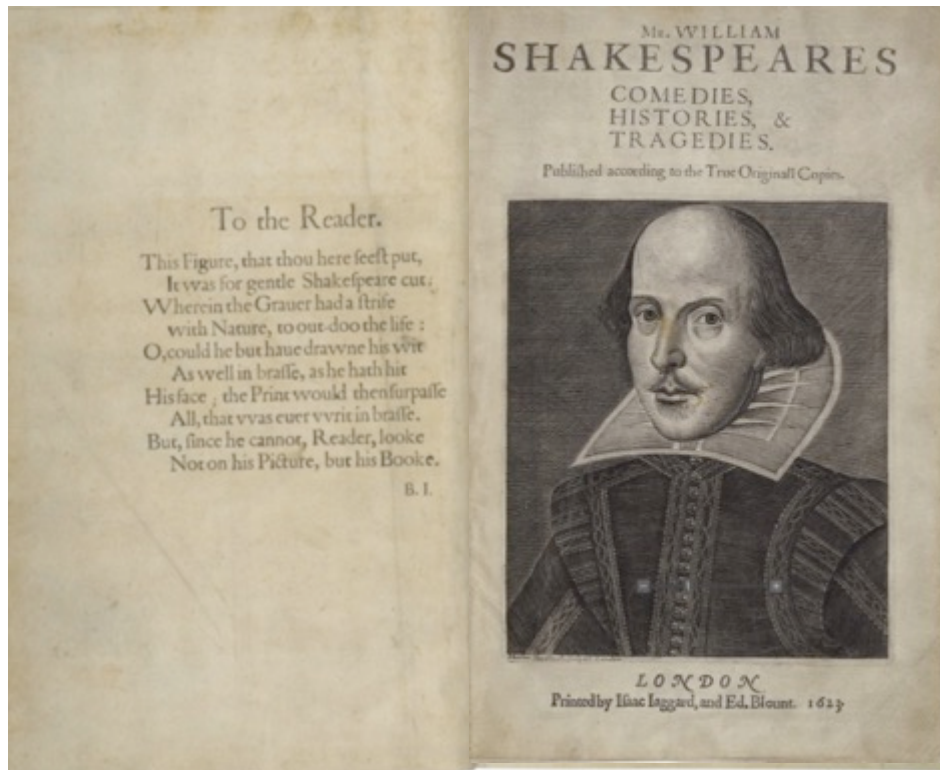 To the Reader.
This Figure, that thou here ſeeſt put,
It was for gentle Shakeſpeare cut;
Wherein the Grauer had a ſtrife
with Nature, to out-doo the life :
O, could he but haue drawne his wit
As well in braſſe, as he hath hit
His face ; the Print would then ſurpaſſe
All, that vvas euer vvrit in braſſe.
But, ſince he cannot, Reader, looke
Not on his Picture, but his Booke.
B. I.
Mr. WILLIAM
SHAKESPEARES
COMEDIES,
HISTORIES, &
TRAGEDIES.
Publiſhed according to the True Originall Copies.
LONDON
Printed by Iſaac Iaggard, and Ed. Blount. 1623